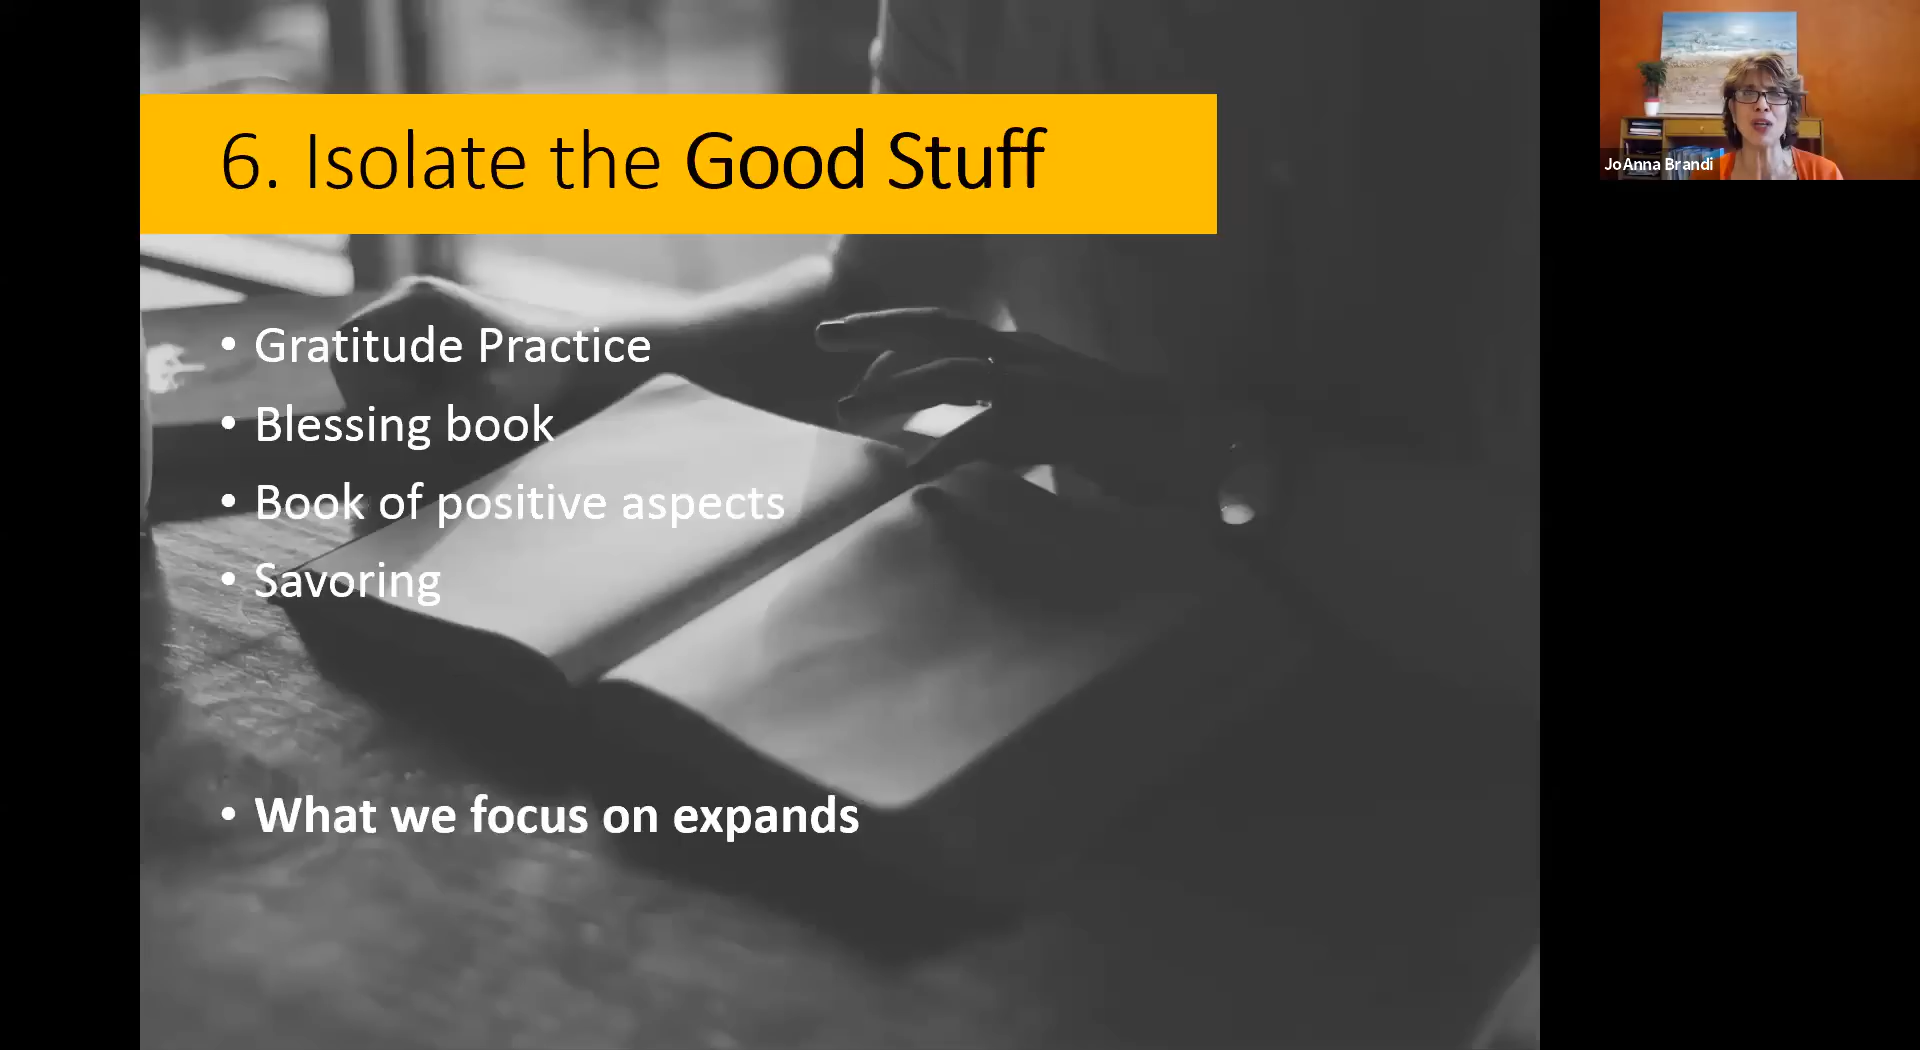 6. Isolate the Good Stuff
• Gratitude Practice
• Blessing book
• Book of positive aspects
• Savoring
• What we focus on expands
JoAnna Brandi